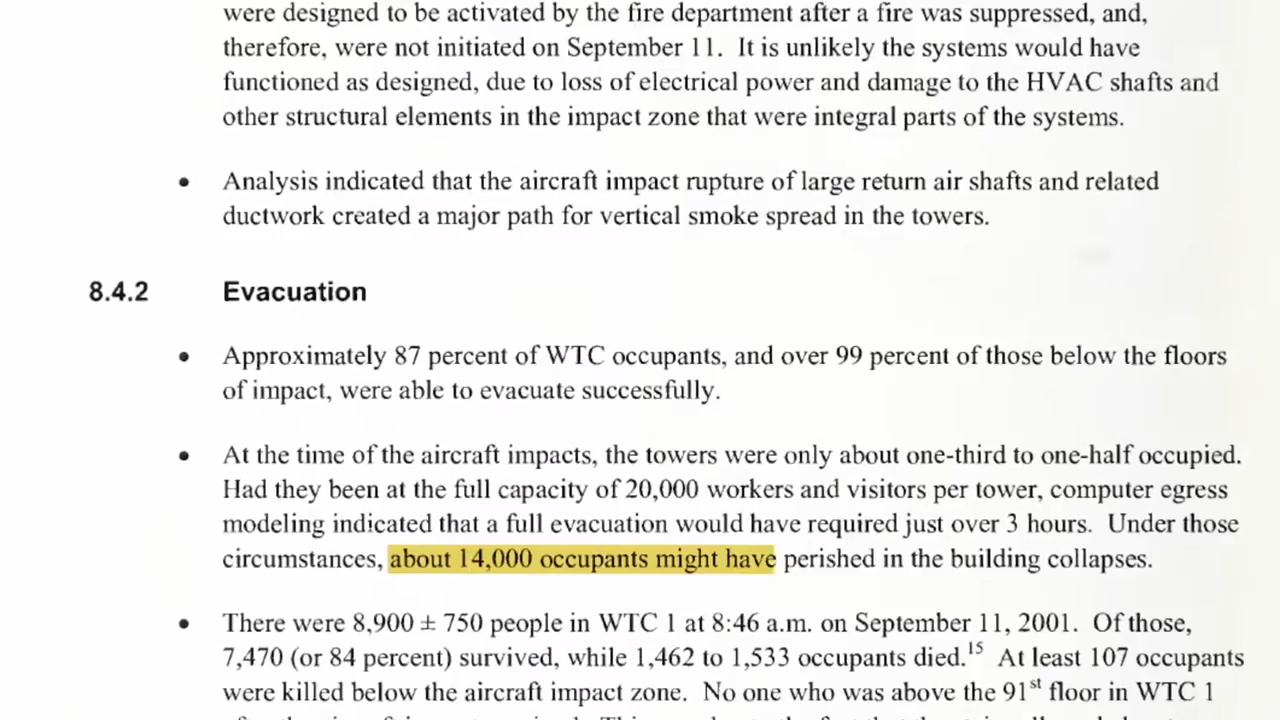 were designed to be activated by the fire department after a fire was suppressed, and,
therefore, were not initiated on September 11. It is unlikely the systems would have
functioned as designed, due to loss of electrical power and damage to the HVAC shafts and
other structural elements in the impact zone that were integral parts of the systems.
• Analysis indicated that the aircraft impact rupture of large return air shafts and related
ductwork created a major path for vertical smoke spread in the towers.
8.4.2 Evacuation
• Approximately 87 percent of WTC occupants, and over 99 percent of those below the floors
of impact, were able to evacuate successfully.
• At the time of the aircraft impacts, the towers were only about one-third to one-half occupied.
Had they been at the full capacity of 20,000 workers and visitors per tower, computer egress
modeling indicated that a full evacuation would have required just over 3 hours. Under those
circumstances, about 14,000 occupants might have perished in the building collapses.
• There were 8,900 ± 750 people in WTC 1 at 8:46 a.m. on September 11, 2001. Of those,
7,470 (or 84 percent) survived, while 1,462 to 1,533 occupants died.15 At least 107 occupants
were killed below the aircraft impact zone. No one who was above the 91st floor in WTC 1